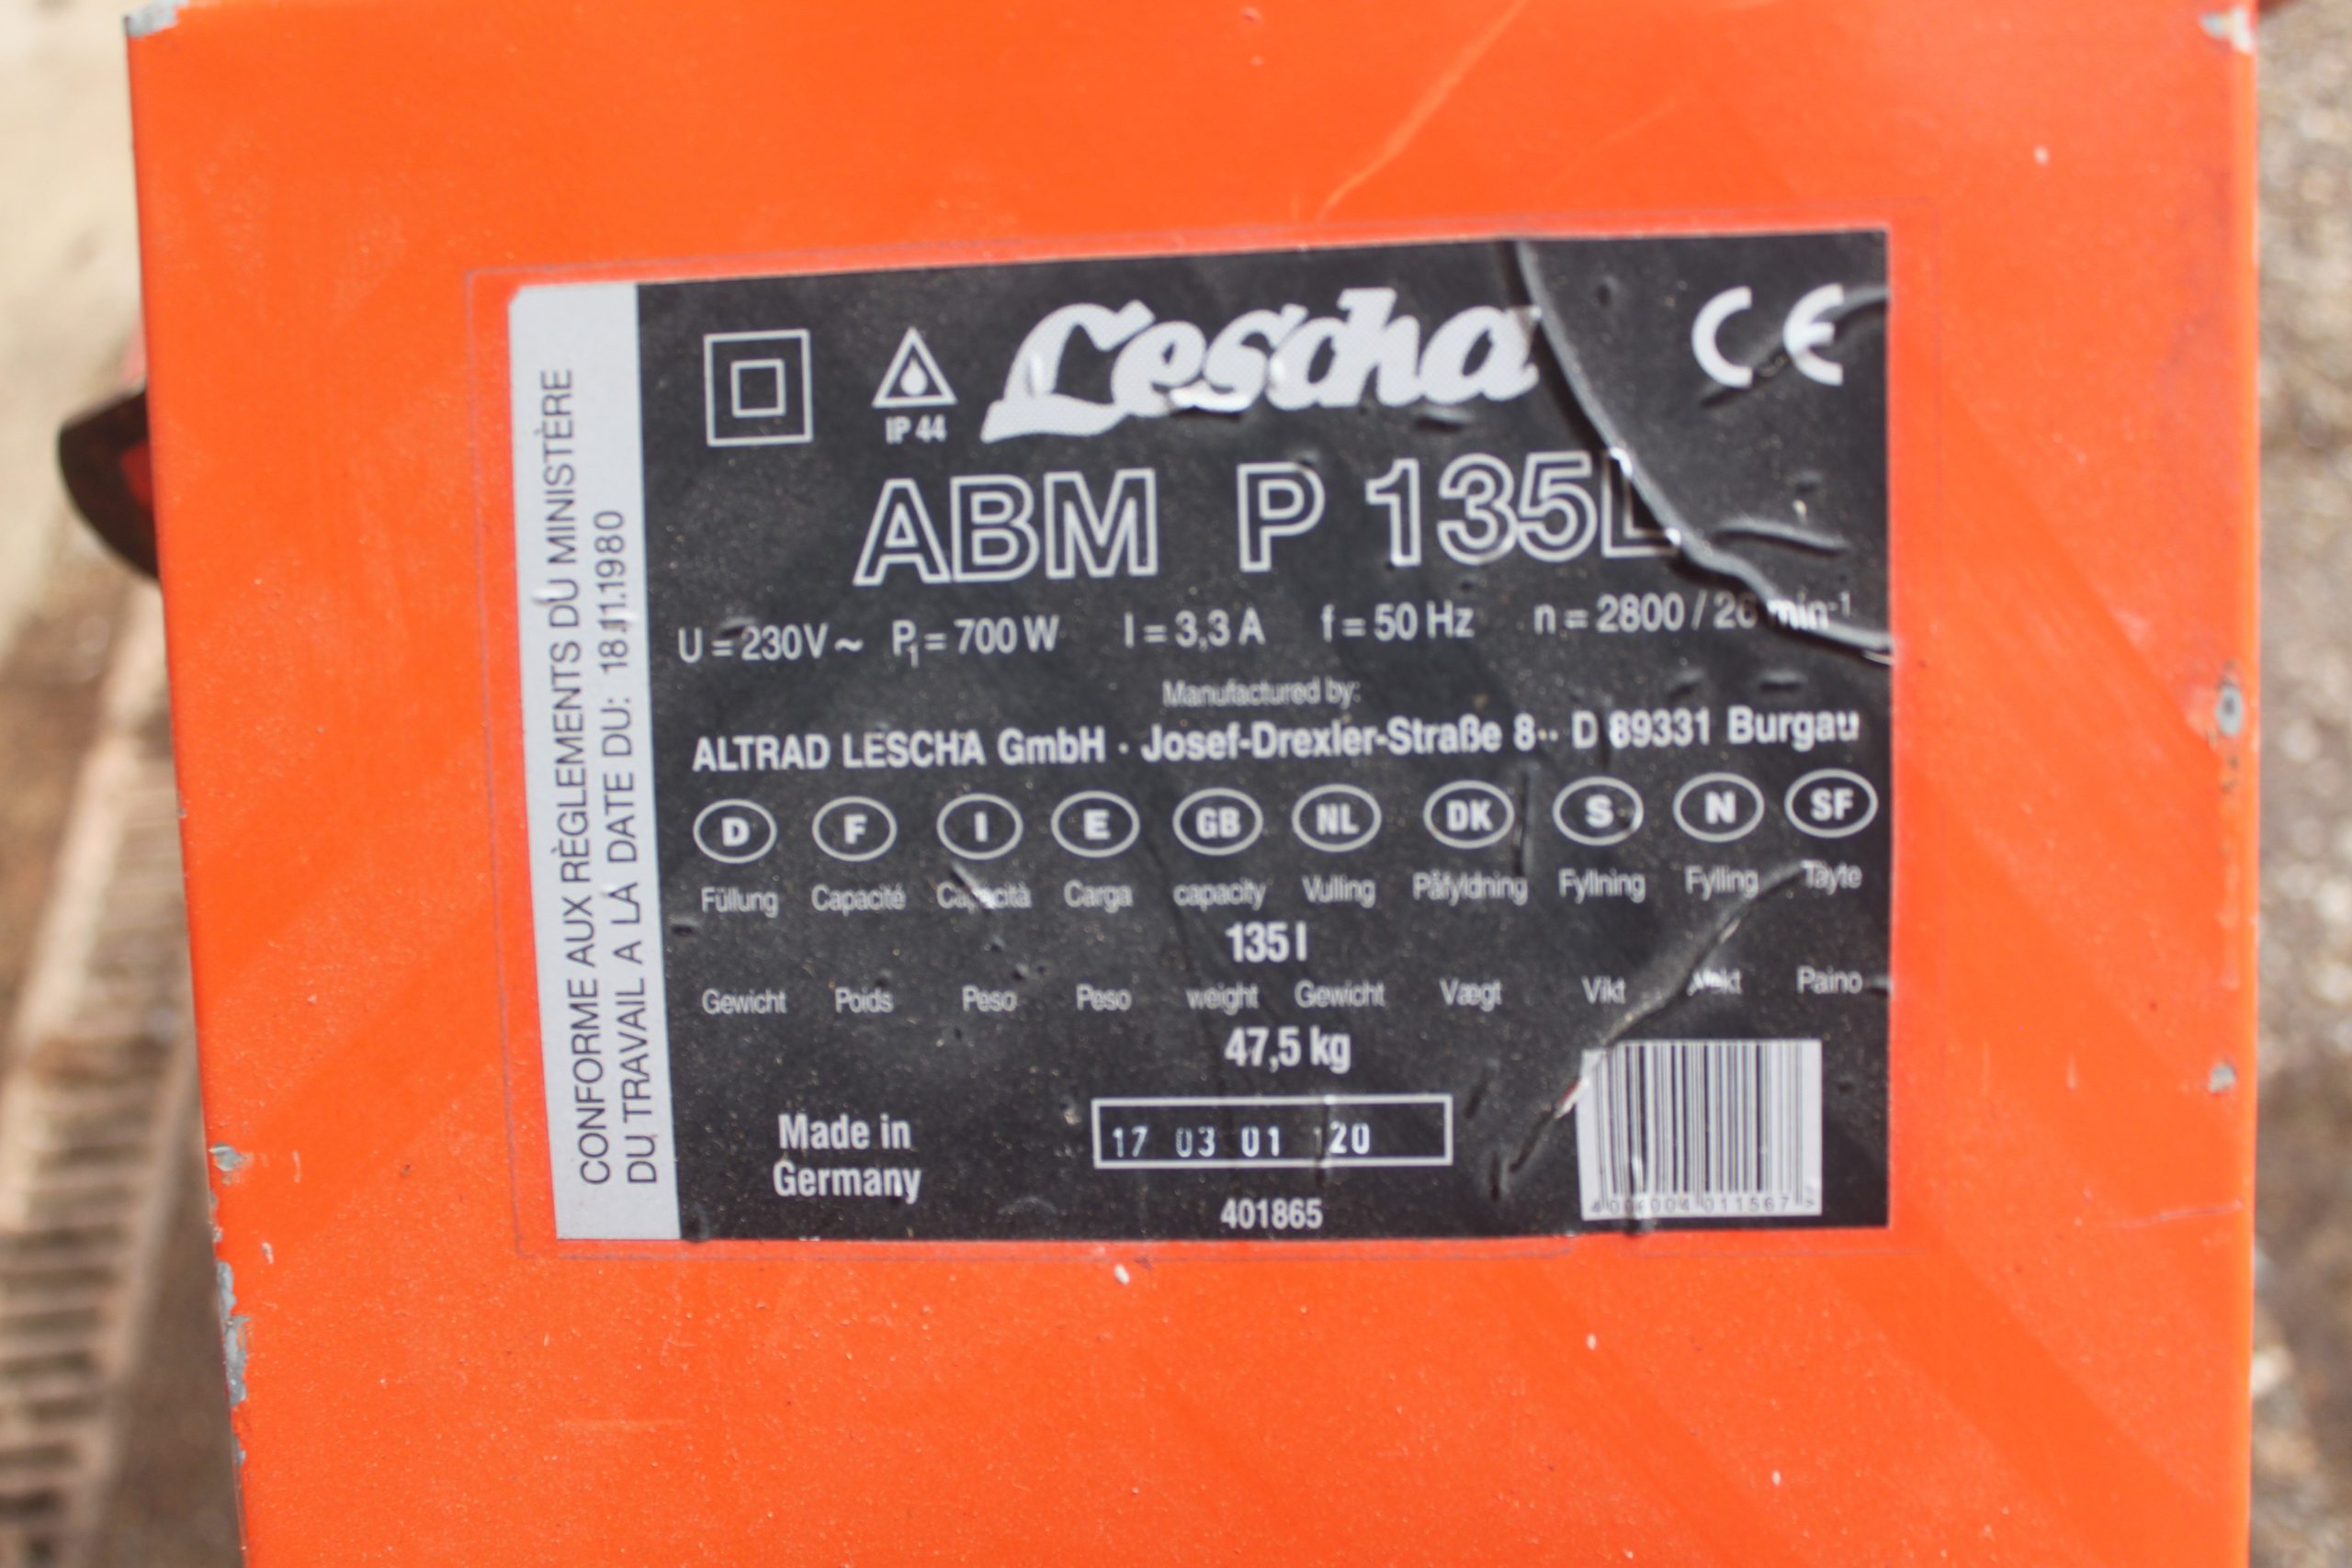 CONFORME AUX RÈGLEMENTS DU MINISTÈRE
DU TRAVAIL A LA DATE DU: 18.11.1980
IP 44
Lescha
CE
ABM P 135L
U = 230V ~ P1 = 700 W I = 3,3 A f = 50 Hz n = 2800 / 26 min-1
Manufactured by:
ALTRAD LESCHA GmbH · Josef-Drexler-Straße 8 · D 89331 Burgau
D F I E GB NL DK S N SF
Füllung Capacité Capacità Carga capacity Vulling Påfyldning Fyllning Fylling Täyte
135 l
Gewicht Poids Peso Peso weight Gewicht Vægt Vikt Vekt Paino
47,5 kg
Made in
Germany
17 03 01 120
401865